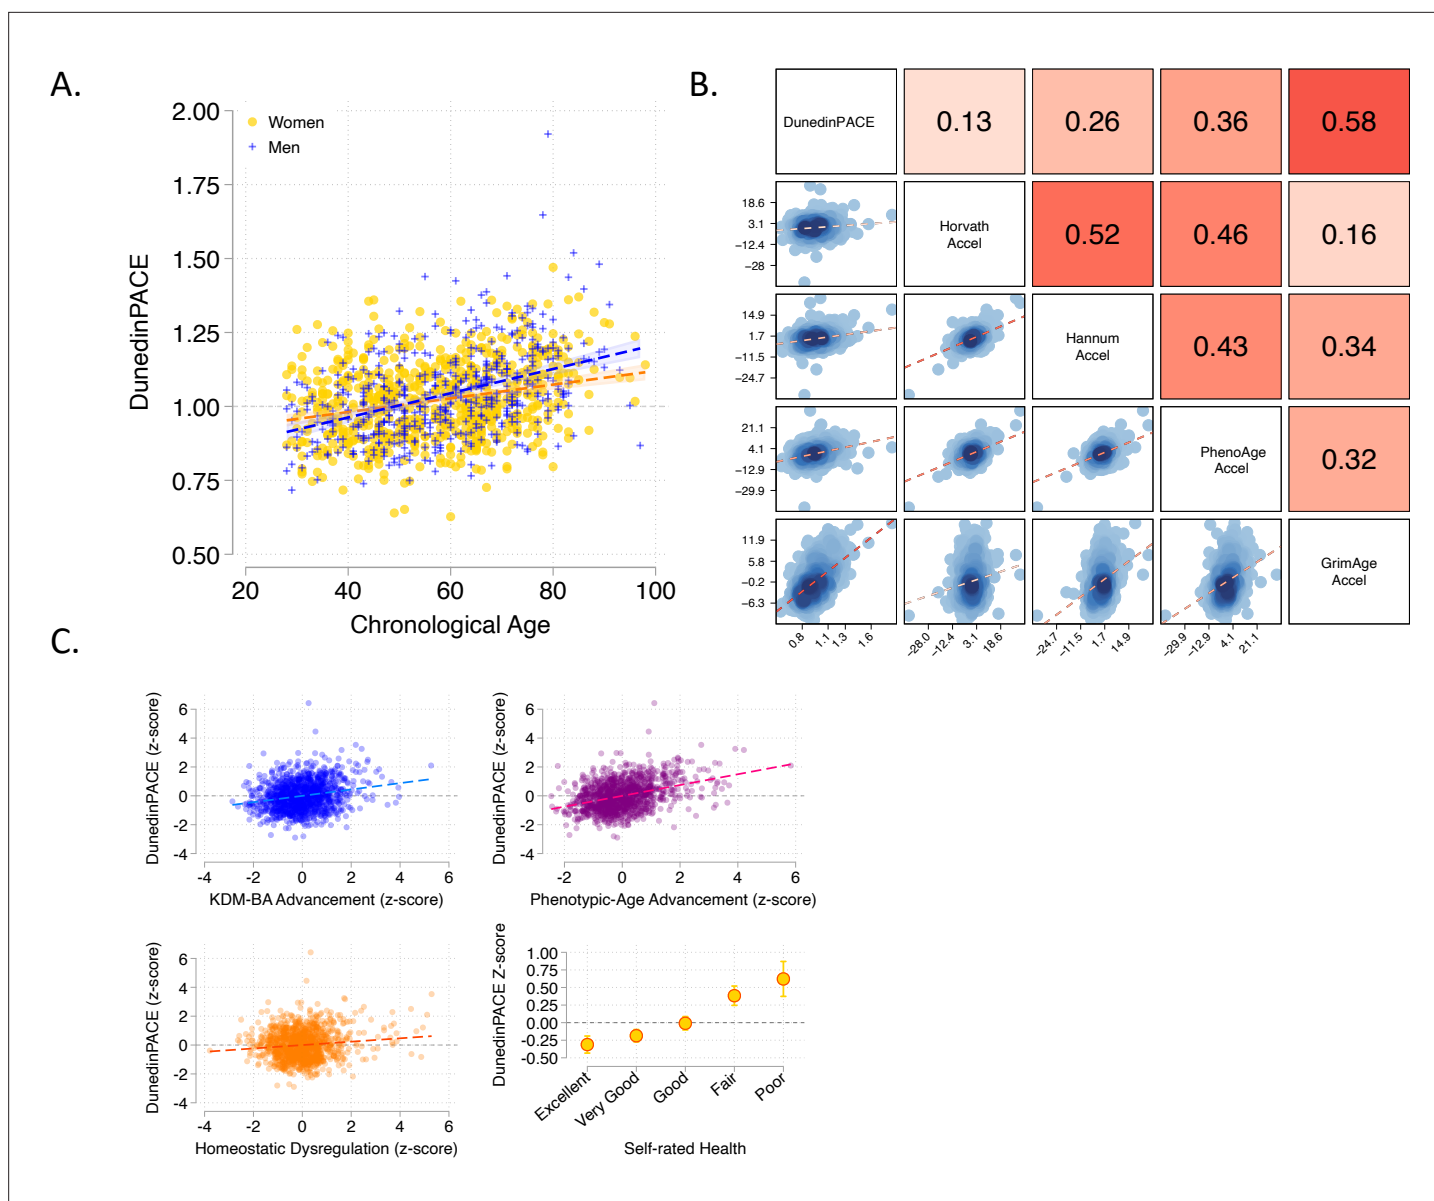 A.
2.00
1.75
1.50
1.25
1.00
0.75
0.50
DunedinPACE
Women
Men
20 40 60 80 100
Chronological Age
B.
DunedinPACE 0.13 0.26 0.36 0.58
18.6
3.1
−12.4
−28
Horvath
Accel
0.52 0.46 0.16
14.9
1.7
−11.5
−24.7
Hannum
Accel
0.43 0.34
21.1
4.1
−12.9
−29.9
PhenoAge
Accel
0.32
11.9
5.8
−0.2
−6.3
GrimAge
Accel
0.8 1.1 1.3 1.6
−28.0 −12.4 3.1 18.6
−24.7 −11.5 1.7 14.9
−29.9 −12.9 4.1 21.1
C.
DunedinPACE (z-score)
6
4
2
0
-2
-4
-4 -2 0 2 4 6
KDM-BA Advancement (z-score)
DunedinPACE (z-score)
6
4
2
0
-2
-4
-2 0 2 4 6
Phenotypic-Age Advancement (z-score)
DunedinPACE (z-score)
6
4
2
0
-2
-4
-4 -2 0 2 4 6
Homeostatic Dysregulation (z-score)
DunedinPACE Z-score
1.00
0.75
0.50
0.25
0.00
-0.25
-0.50
Excellent Very Good Good Fair Poor
Self-rated Health